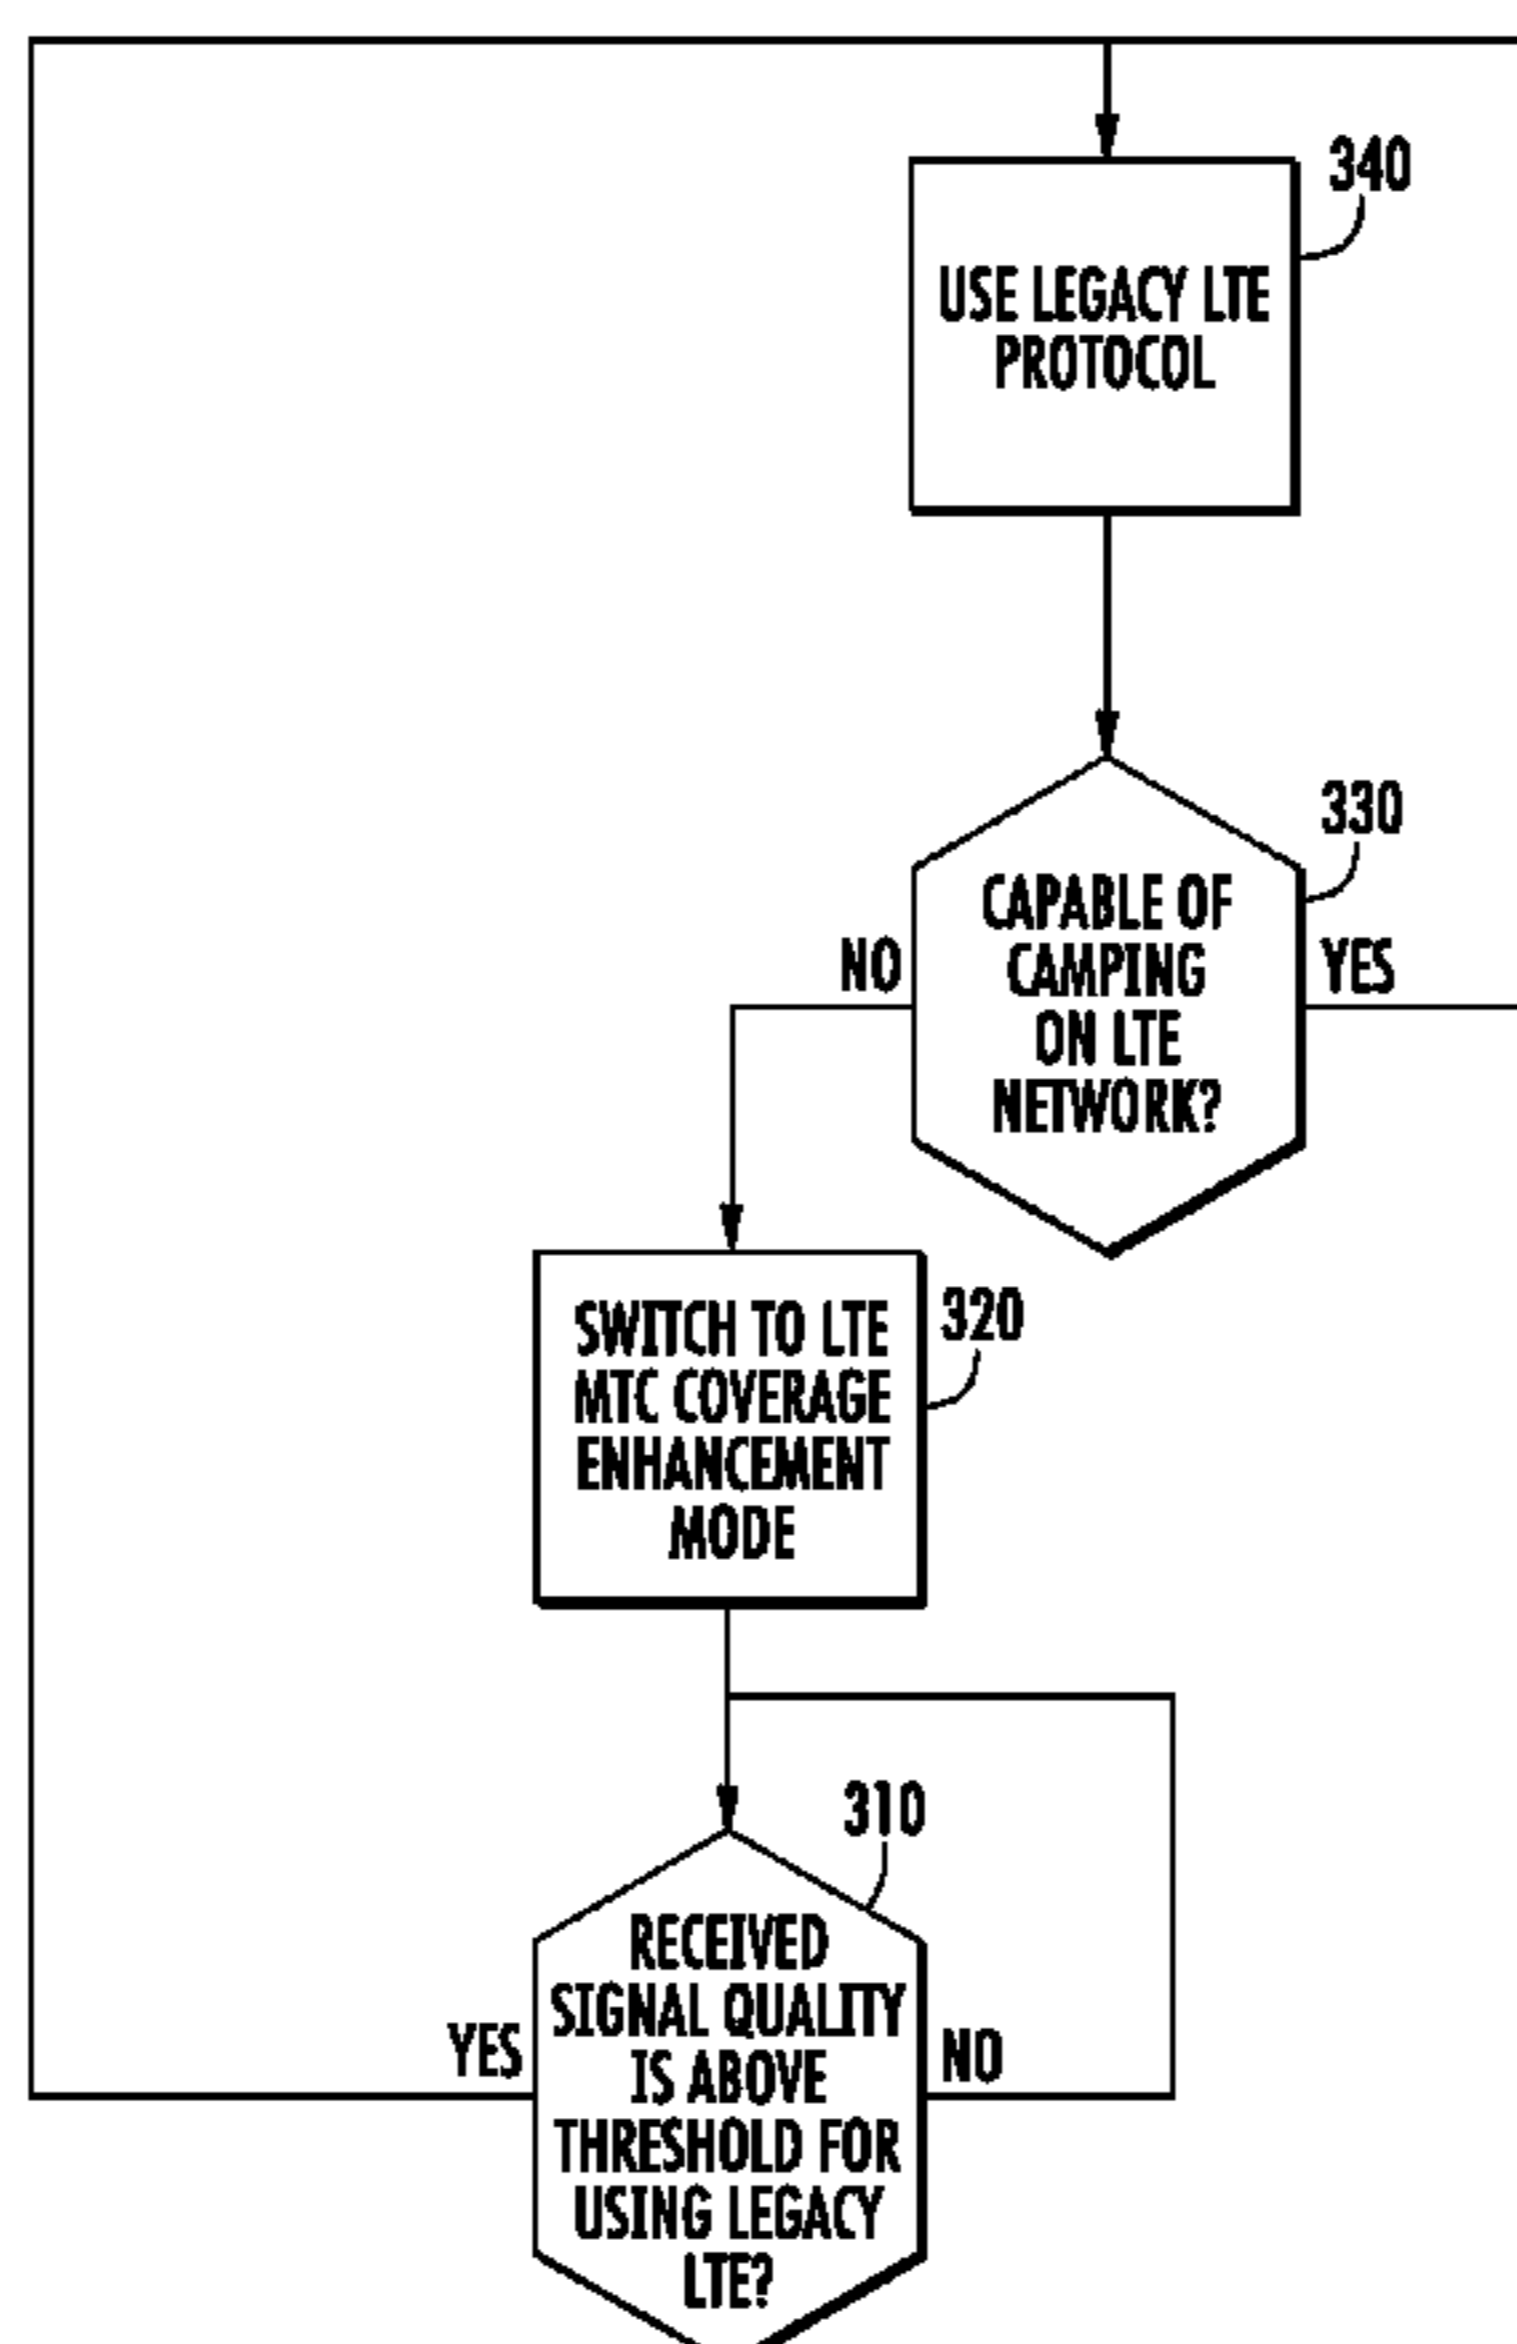 340
USE LEGACY LTE
PROTOCOL
330
CAPABLE OF
CAMPING
ON LTE
NETWORK?
NO
YES
SWITCH TO LTE
MTC COVERAGE
ENHANCEMENT
MODE
320
310
RECEIVED
SIGNAL QUALITY
IS ABOVE
THRESHOLD FOR
USING LEGACY
LTE?
YES
NO